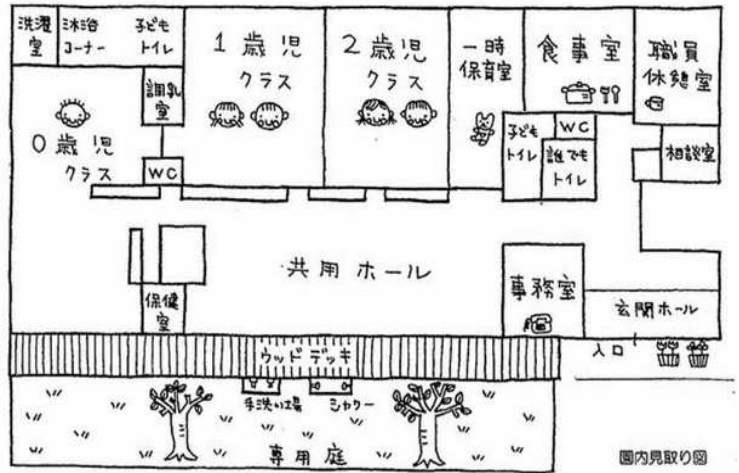 洗濯
室
沐浴
コーナー
子ども
トイレ
1歳児
クラス
2歳児
クラス
一時
保育室
食事室
職員
休憩室
調乳
室
0歳児
クラス
WC
子ども
トイレ
WC
誰でも
トイレ
相談室
共用ホール
保健
室
事務室
玄関ホール
入口
ウッドデッキ
手洗い場
シャワー
専用庭
園内見取り図